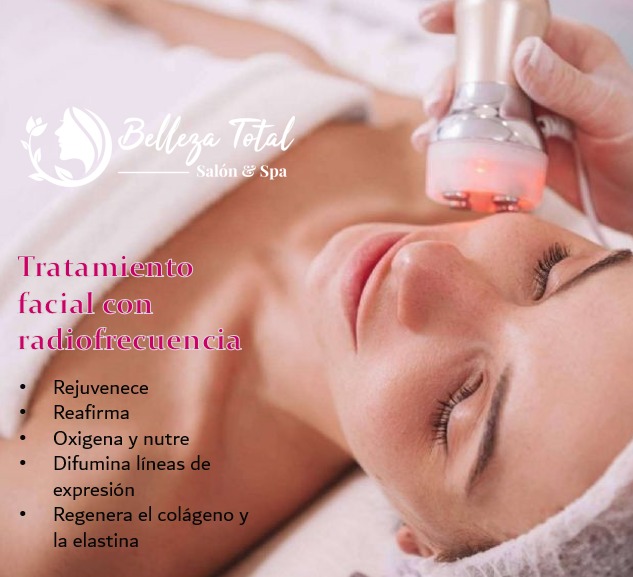 Belleza Total
Salón & Spa
Tratamiento
facial con
radiofrecuencia
• Rejuvenece
• Reafirma
• Oxigena y nutre
• Difumina líneas de
expresión
• Regenera el colágeno y
la elastina